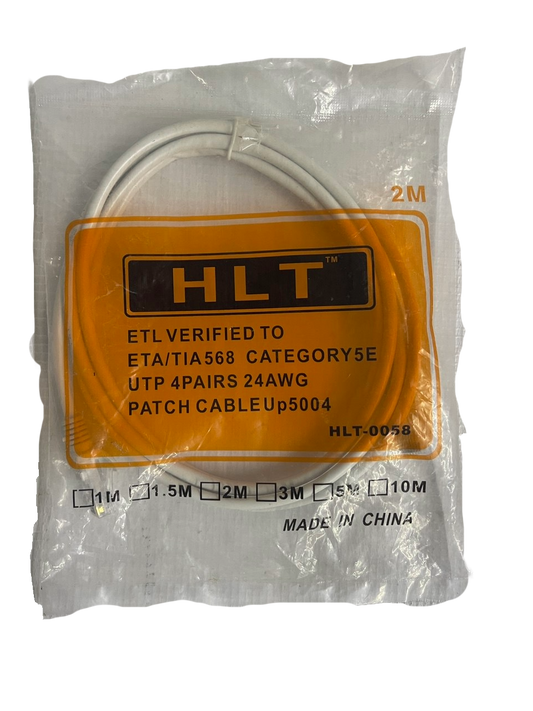 2M
HLT™
ETL VERIFIED TO
ETA/TIA568 CATEGORY5E
UTP 4PAIRS 24AWG
PATCH CABLEUp5004
HLT-0058
☐1M ☐1.5M ☐2M ☐3M ☐5M ☐10M
MADE IN CHINA